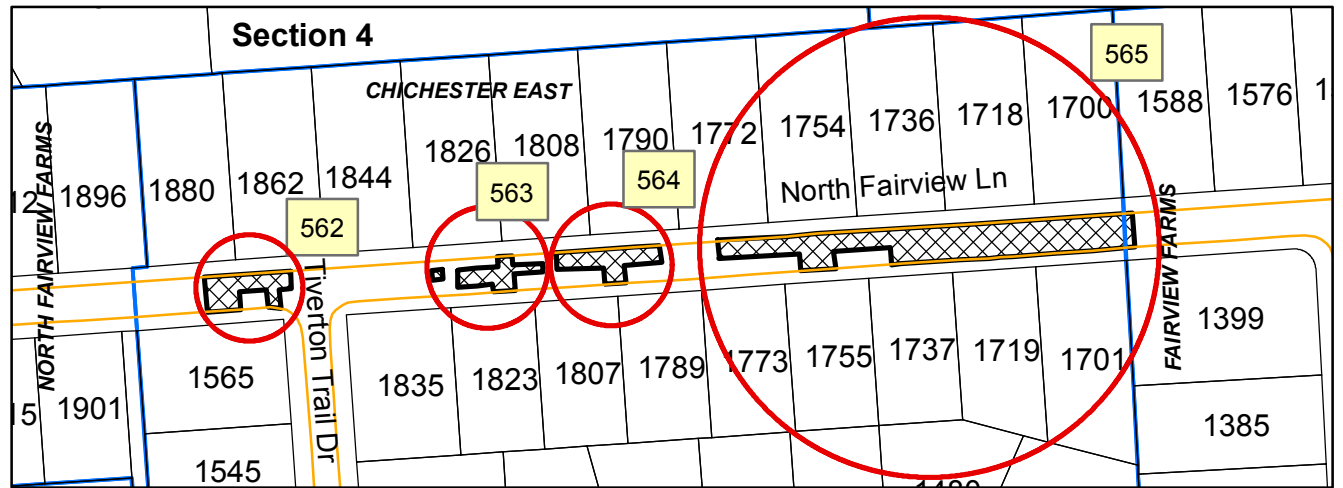 Section 4
CHICHESTER EAST
565
1826 1808 1790 1772 1754 1736 1718 1700 1588 1576
1896 1880 1862 1844
563 564
North Fairview Ln
562
NORTH FAIRVIEW FARMS
Tiverton Trail Dr
FAIRVIEW FARMS
1399
1565
1835 1823 1807 1789 1773 1755 1737 1719 1701
15 1901
1385
1545